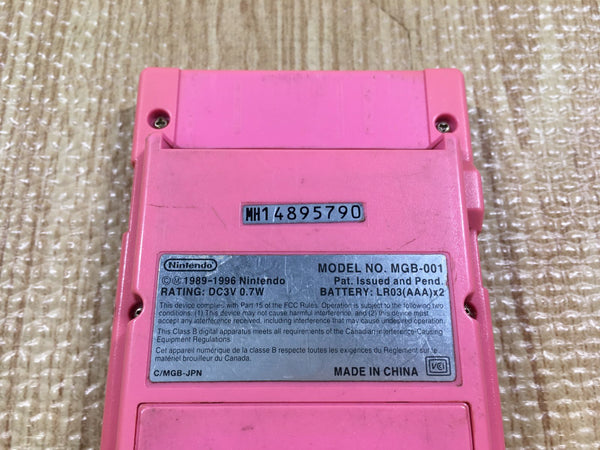 MH14895790
Nintendo
©Ⓜ1989-1996 Nintendo
RATING: DC3V 0.7W
MODEL NO. MGB-001
Pat. Issued and Pend.
BATTERY: LR03(AAA)x2
This device complies with Part 15 of the FCC Rules. Operation is subject to the following two
conditions: (1) This device may not cause harmful interference, and (2) this device must
accept any interference received, including interference that may cause undesired operation.
This Class B digital apparatus meets all requirements of the Canadian Interference-Causing
Equipment Regulations.
Cet appareil numérique de la classe B respecte toutes les exigences du Règlement sur le
matériel brouilleur du Canada.
C/MGB-JPN
MADE IN CHINA